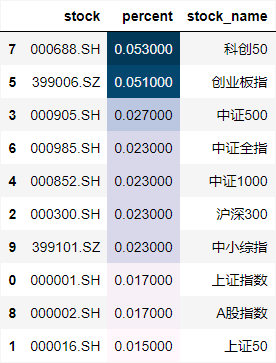 stock percent stock_name
7 000688.SH 0.053000 科创50
5 399006.SZ 0.051000 创业板指
3 000905.SH 0.027000 中证500
6 000985.SH 0.023000 中证全指
4 000852.SH 0.023000 中证1000
2 000300.SH 0.023000 沪深300
9 399101.SZ 0.023000 中小综指
0 000001.SH 0.017000 上证指数
8 000002.SH 0.017000 A股指数
1 000016.SH 0.015000 上证50